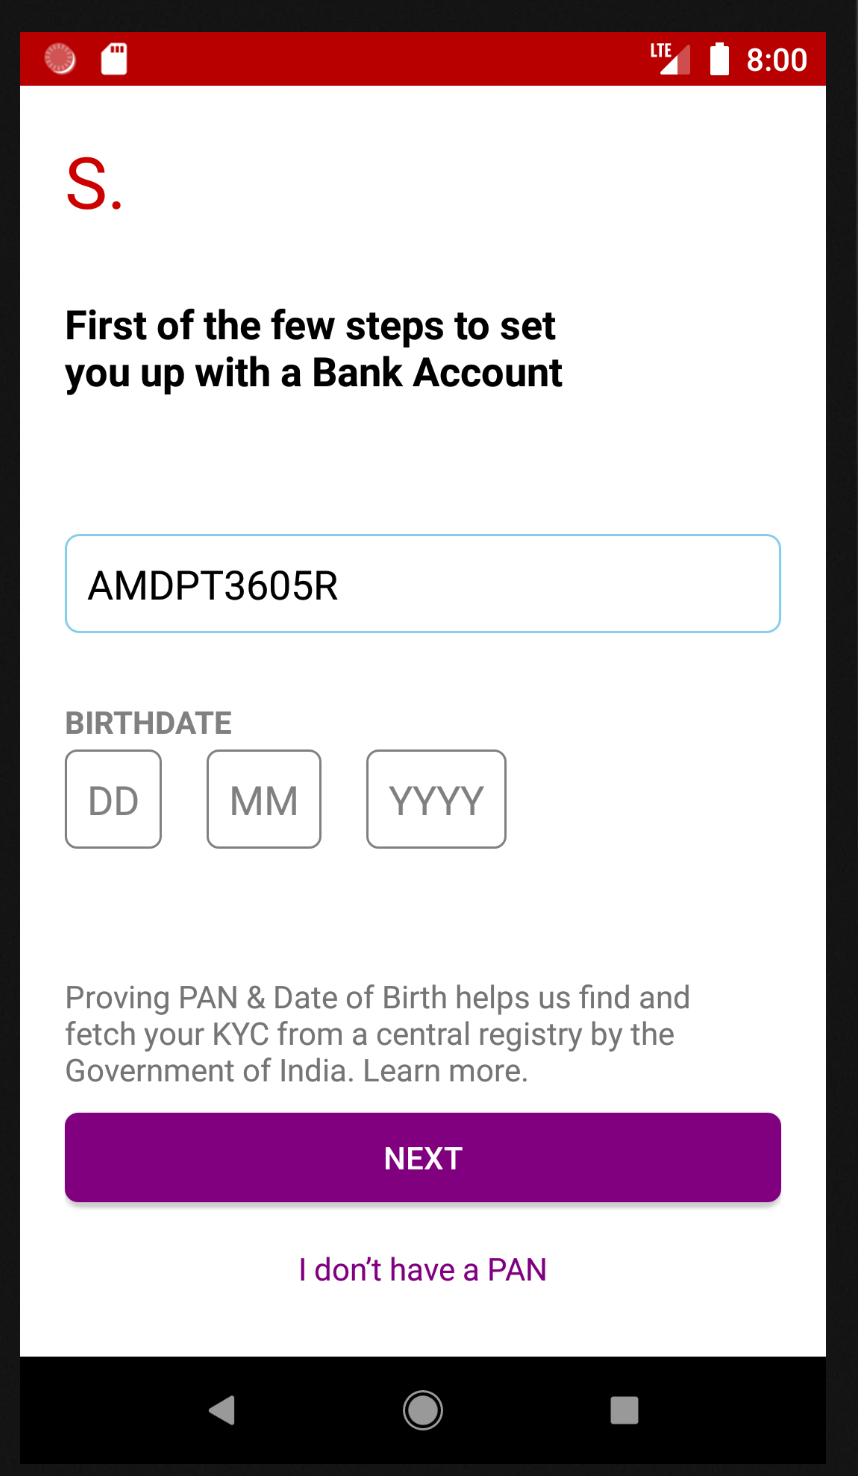 LTE 8:00
S.
First of the few steps to set
you up with a Bank Account
AMDPT3605R
BIRTHDATE
DD MM YYYY
Proving PAN & Date of Birth helps us find and
fetch your KYC from a central registry by the
Government of India. Learn more.
NEXT
I don’t have a PAN